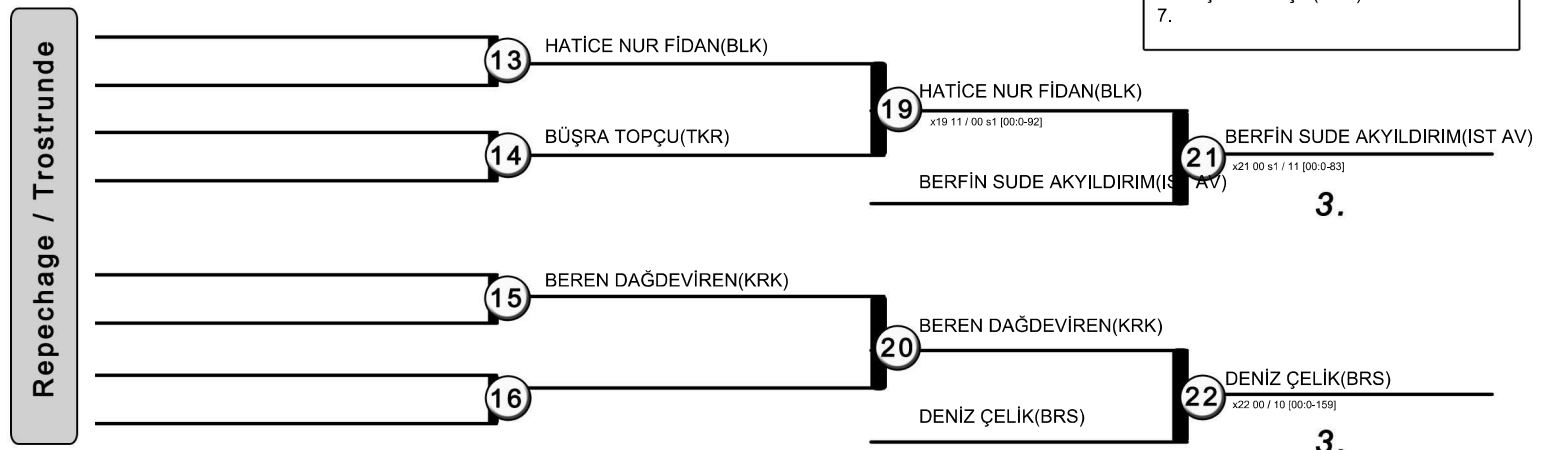 7.
Repechage / Trostrunde
13
HATİCE NUR FİDAN(BLK)
19
HATİCE NUR FİDAN(BLK)
x19 11 / 00 s1 [00:0-92]
14
BÜŞRA TOPÇU(TKR)
21
BERFİN SUDE AKYILDIRIM(IST AV)
x21 00 s1 / 11 [00:0-83]
BERFİN SUDE AKYILDIRIM(IST AV)
3.
15
BEREN DAĞDEVİREN(KRK)
20
BEREN DAĞDEVİREN(KRK)
16
22
DENİZ ÇELİK(BRS)
x22 00 / 10 [00:0-159]
DENİZ ÇELİK(BRS)
3.